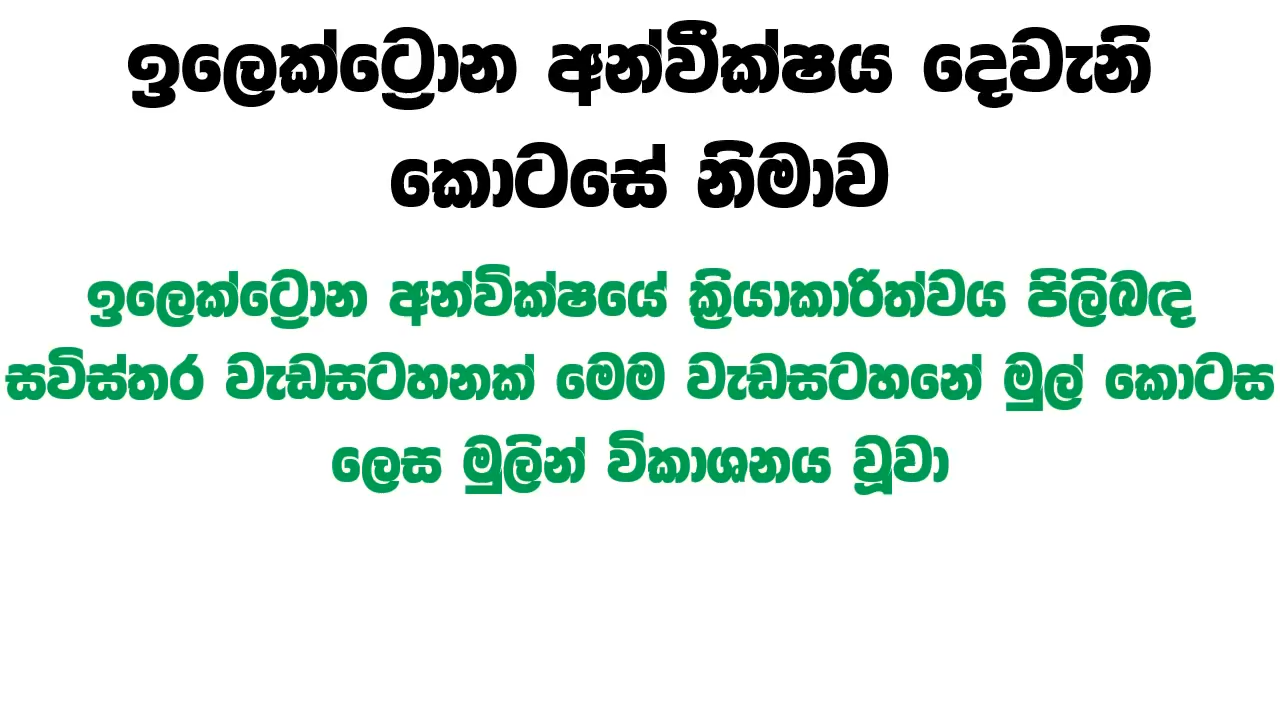 ඉලෙක්ට්‍රෝන අන්වීක්ෂය දෙවැනි
කොටසේ නිමාව
ඉලෙක්ට්‍රෝන අන්වික්ෂයේ ක්‍රියාකාරිත්වය පිලිබඳ
සවිස්තර වැඩසටහනක් මෙම වැඩසටහනේ මුල් කොටස
ලෙස මුලින් විකාශනය වූවා